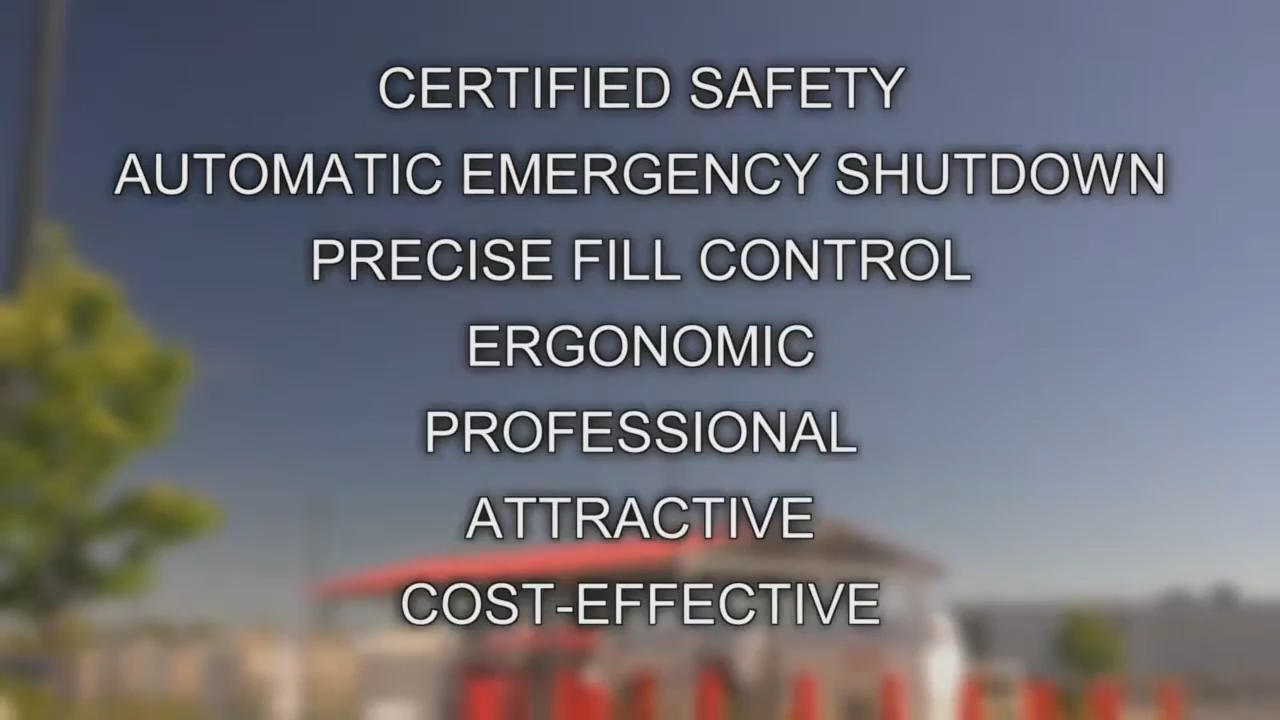 CERTIFIED SAFETY
AUTOMATIC EMERGENCY SHUTDOWN
PRECISE FILL CONTROL
ERGONOMIC
PROFESSIONAL
ATTRACTIVE
COST-EFFECTIVE